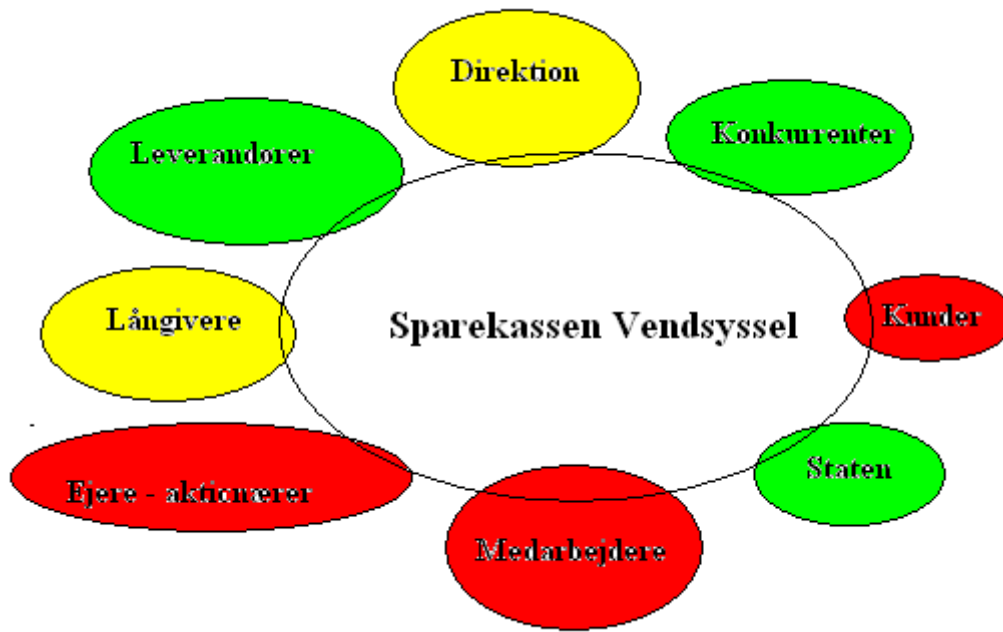 Direktion
Konkurrenter
Leverandører
Långivere
Sparekassen Vendsyssel
Kunder
Staten
Ejere - aktionærer
Medarbejdere